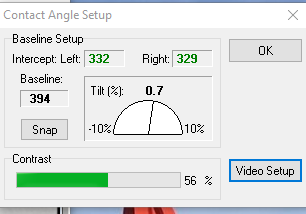 Contact Angle Setup
Baseline Setup
Intercept: Left: 332 Right: 329
OK
Baseline:
394
Tilt (%): 0.7
-10% 10%
Snap
Contrast
56 %
Video Setup